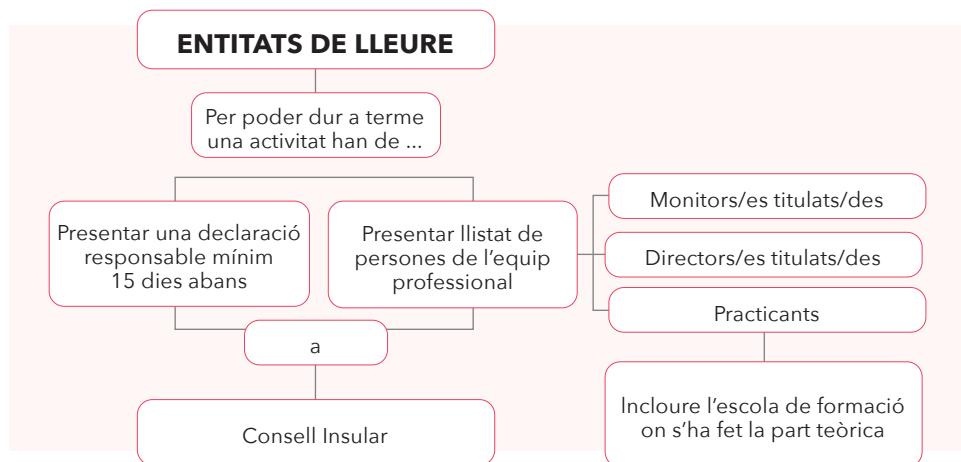 ENTITATS DE LLEURE
Per poder dur a terme
una activitat han de ...
Presentar una declaració
responsable mínim
15 dies abans
Presentar llistat de
persones de l'equip
professional
Monitors/es titulats/des
Directors/es titulats/des
Practicants
a
Consell Insular
Incloure l'escola de formació
on s'ha fet la part teòrica